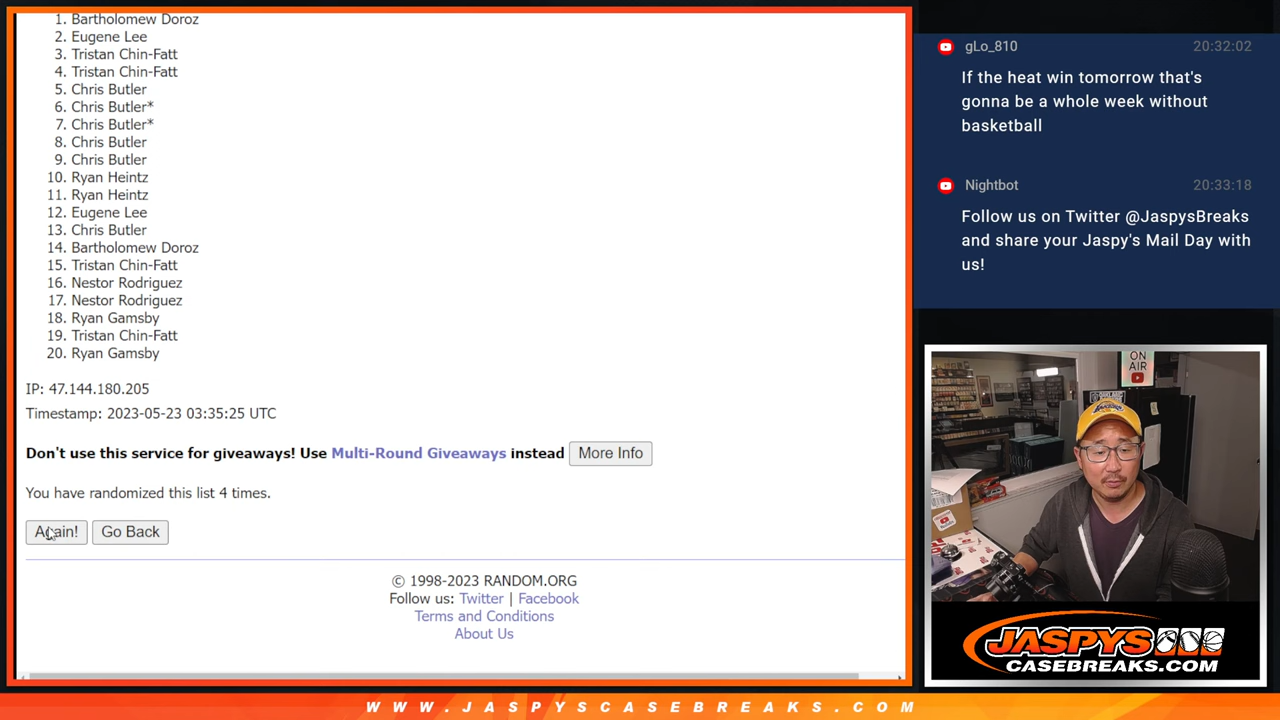 1. Bartholomew Doroz
2. Eugene Lee
3. Tristan Chin-Fatt
4. Tristan Chin-Fatt
5. Chris Butler
6. Chris Butler*
7. Chris Butler*
8. Chris Butler
9. Chris Butler
10. Ryan Heintz
11. Ryan Heintz
12. Eugene Lee
13. Chris Butler
14. Bartholomew Doroz
15. Tristan Chin-Fatt
16. Nestor Rodriguez
17. Nestor Rodriguez
18. Ryan Gamsby
19. Tristan Chin-Fatt
20. Ryan Gamsby
IP: 47.144.180.205
Timestamp: 2023-05-23 03:35:25 UTC
Don't use this service for giveaways! Use Multi-Round Giveaways instead More Info
You have randomized this list 4 times.
Again! Go Back
© 1998-2023 RANDOM.ORG
Follow us: Twitter | Facebook
Terms and Conditions
About Us
gLo_810 20:32:02
If the heat win tomorrow that's
gonna be a whole week without
basketball
Nightbot 20:33:18
Follow us on Twitter @JaspysBreaks
and share your Jaspy's Mail Day with
us!
ON
AIR
JASPYS
CASEBREAKS.COM
WWW.JASPYSCASEBREAKS.COM